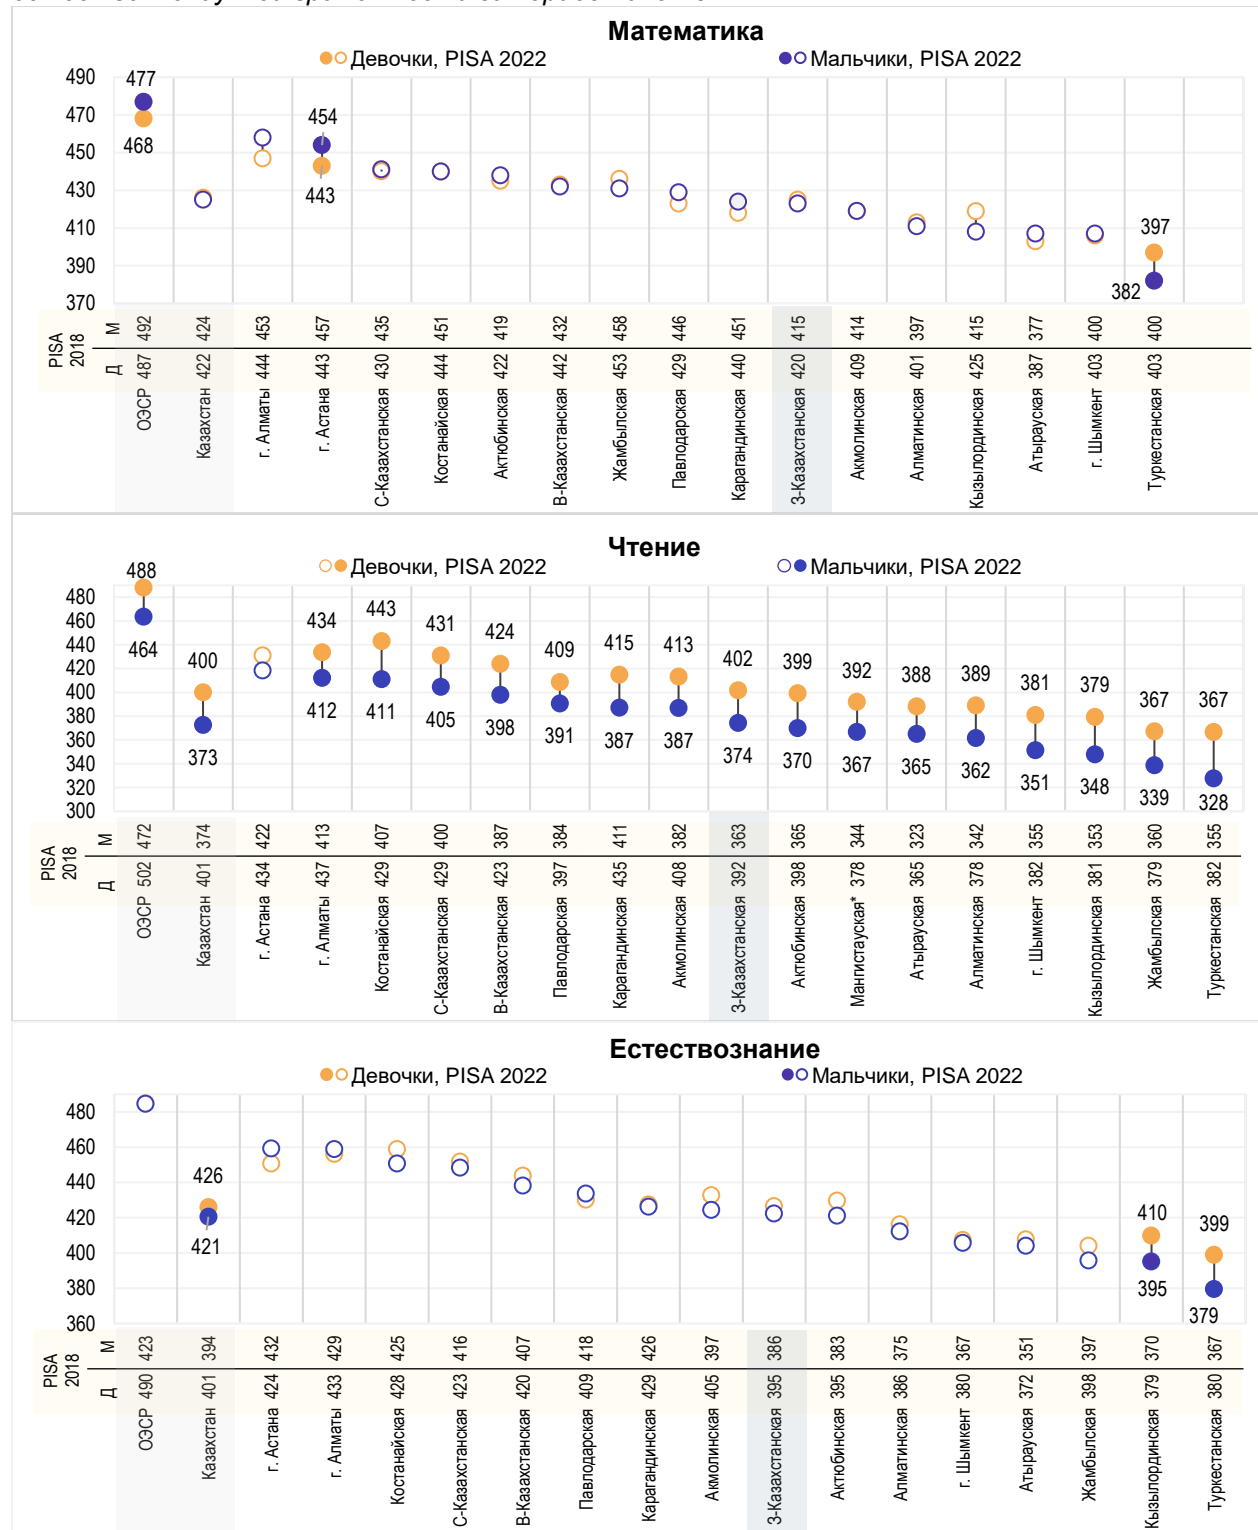 Математика
Девочки, PISA 2022
Мальчики, PISA 2022
490
470
450
430
410
390
370
477
468
454
443
397
382
PISA 2018
М 492 424 453 457 435 451 419 432 458 446 451 415 414 397 415 377 400 400
Д 487 422 444 443 430 444 422 442 453 429 440 420 409 401 425 387 403 403
ОЭСР Казахстан г. Алматы г. Астана С-Казахстанская Костанайская Актюбинская В-Казахстанская Жамбылская Павлодарская Карагандинская З-Казахстанская Акмолинская Алматинская Кызылординская Атырауская г. Шымкент Туркестанская
Чтение
Девочки, PISA 2022
Мальчики, PISA 2022
480
460
440
420
400
380
360
340
320
300
488 400 434 443 431 424 409 415 413 402 399 392 388 389 381 379 367 367
464 373 412 411 405 398 391 387 387 374 370 367 365 362 351 348 339 328
PISA 2018
М 472 374 422 413 407 400 387 384 411 382 363 365 344 323 342 355 353 360 355
Д 502 401 434 437 429 429 423 397 435 408 392 398 378 365 378 382 381 379 382
ОЭСР Казахстан г. Астана г. Алматы Костанайская С-Казахстанская В-Казахстанская Павлодарская Карагандинская Акмолинская З-Казахстанская Актюбинская Мангистауская* Атырауская Алматинская г. Шымкент Кызылординская Жамбылская Туркестанская
Естествознание
Девочки, PISA 2022
Мальчики, PISA 2022
480
460
440
420
400
380
360
426
421
410
395
399
379
PISA 2018
М 423 394 432 429 425 416 407 418 426 397 386 383 375 367 351 397 370 367
Д 490 401 424 433 428 423 420 409 429 405 395 395 386 380 372 398 379 380
ОЭСР Казахстан г. Астана г. Алматы Костанайская С-Казахстанская В-Казахстанская Павлодарская Карагандинская Акмолинская З-Казахстанская Актюбинская Алматинская г. Шымкент Атырауская Жамбылская Кызылординская Туркестанская